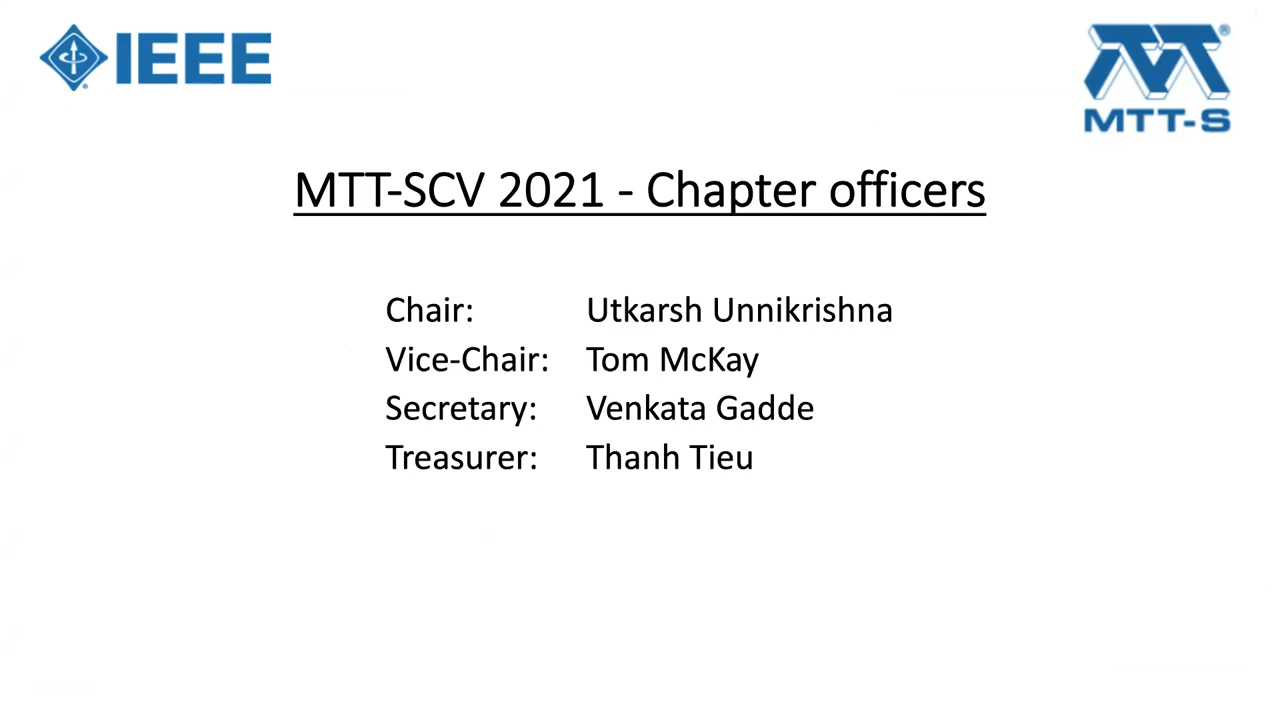 IEEE
MTT-S
MTT-SCV 2021 - Chapter officers
Chair: Utkarsh Unnikrishna
Vice-Chair: Tom McKay
Secretary: Venkata Gadde
Treasurer: Thanh Tieu